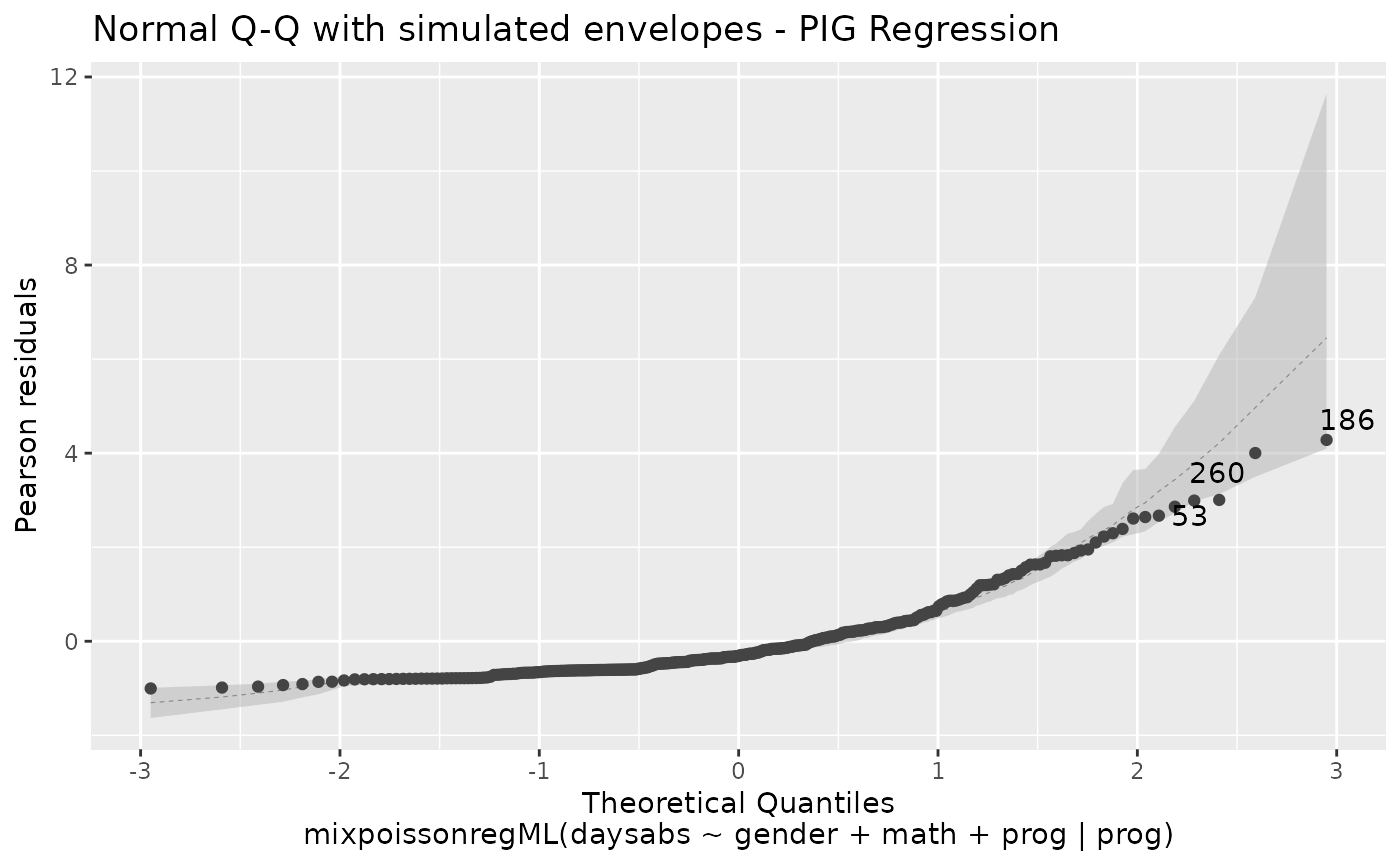 Normal Q-Q with simulated envelopes - PIG Regression
12
8
4
0
Pearson residuals
186
260
53
-3 -2 -1 0 1 2 3
Theoretical Quantiles
mixpoissonregML(daysabs ~ gender + math + prog | prog)